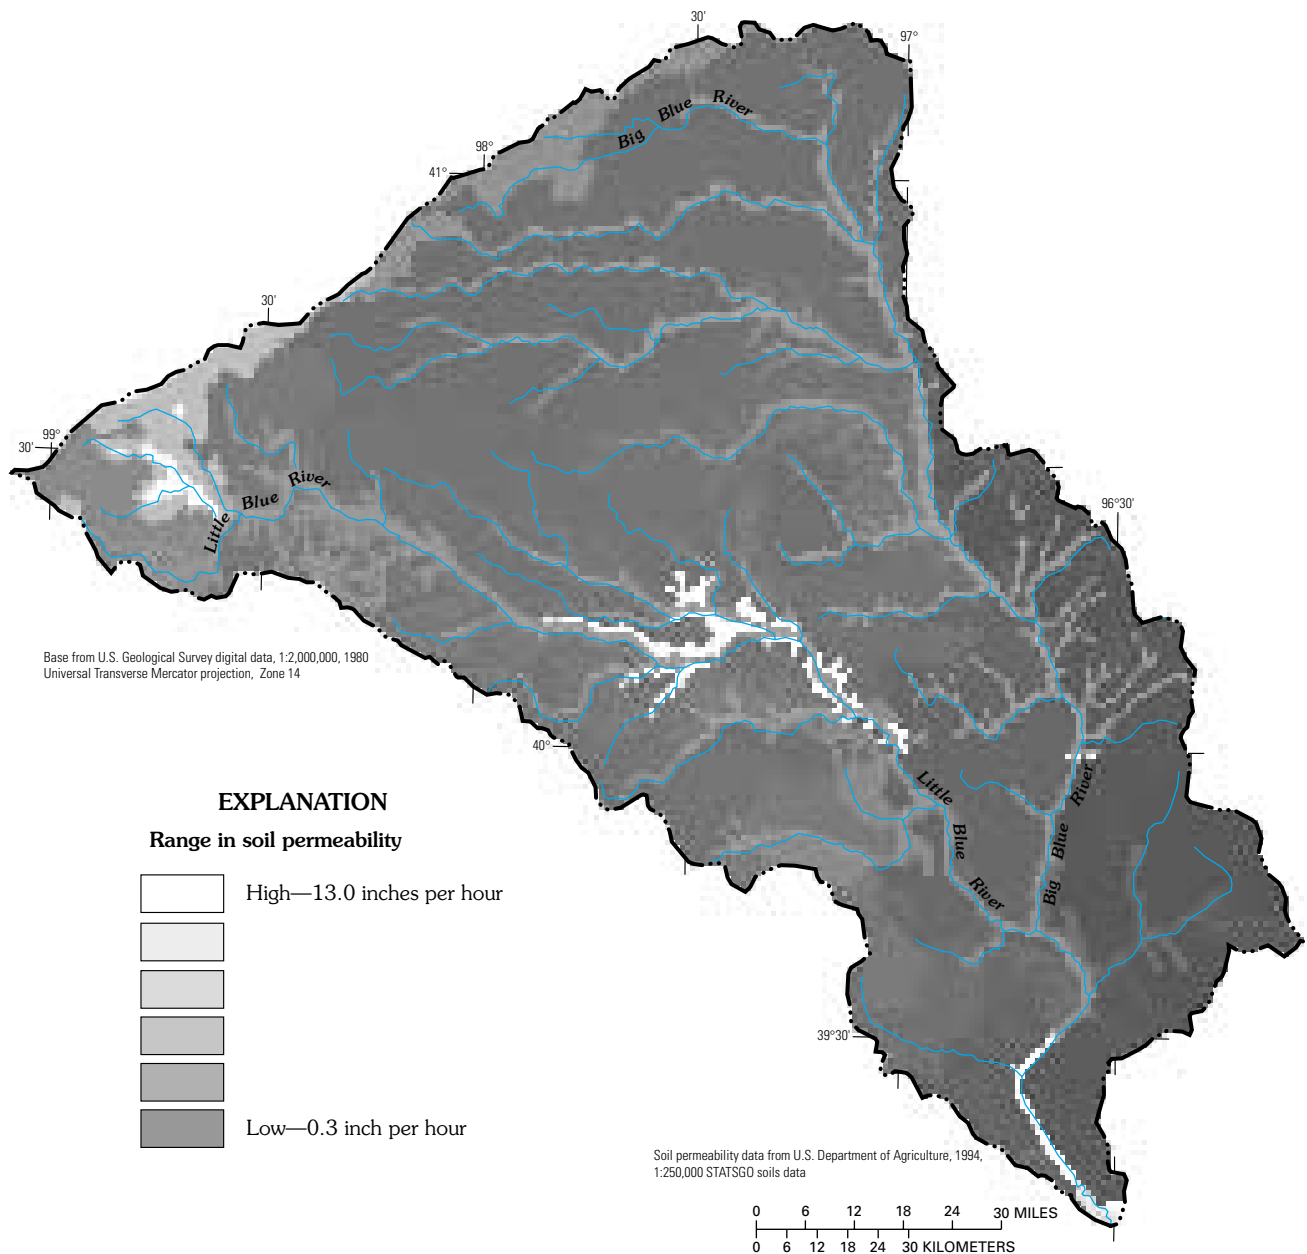 30'
97°
Big Blue River
98°
41°
30'
99°
30'
Little Blue River
96°30'
Base from U.S. Geological Survey digital data, 1:2,000,000, 1980
Universal Transverse Mercator projection, Zone 14
40°
Little Blue River
Big Blue River
EXPLANATION
Range in soil permeability
High—13.0 inches per hour
Low—0.3 inch per hour
39°30'
Soil permeability data from U.S. Department of Agriculture, 1994,
1:250,000 STATSGO soils data
0 6 12 18 24 30 MILES
0 6 12 18 24 30 KILOMETERS